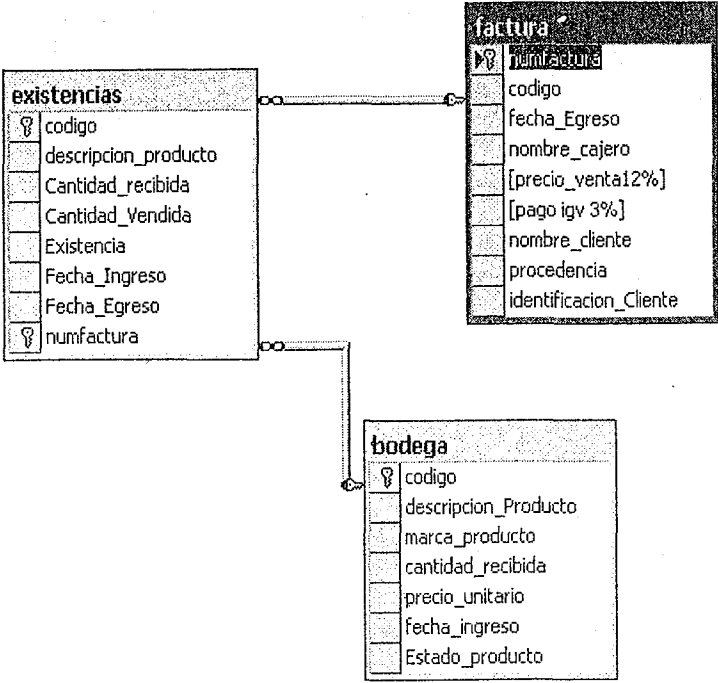 factura
numfactura
codigo
fecha_Egreso
nombre_cajero
[precio_venta12%]
[pago igv 3%]
nombre_cliente
procedencia
identificacion_Cliente
existencias
codigo
descripcion_producto
Cantidad_recibida
Cantidad_Vendida
Existencia
Fecha_Ingreso
Fecha_Egreso
numfactura
bodega
codigo
descripcion_Producto
marca_producto
cantidad_recibida
precio_unitario
fecha_ingreso
Estado_producto